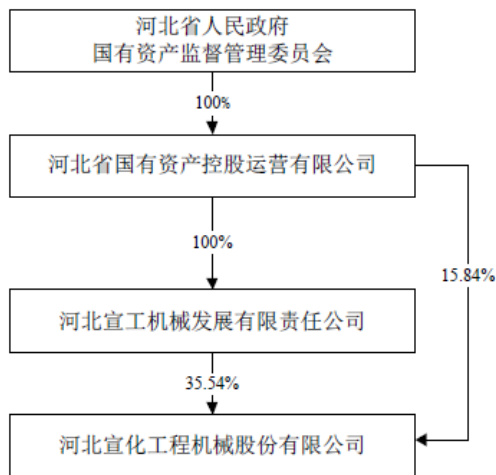 河北省人民政府
国有资产监督管理委员会
100%
河北省国有资产控股运营有限公司
100%
15.84%
河北宣工机械发展有限责任公司
35.54%
河北宣化工程机械股份有限公司